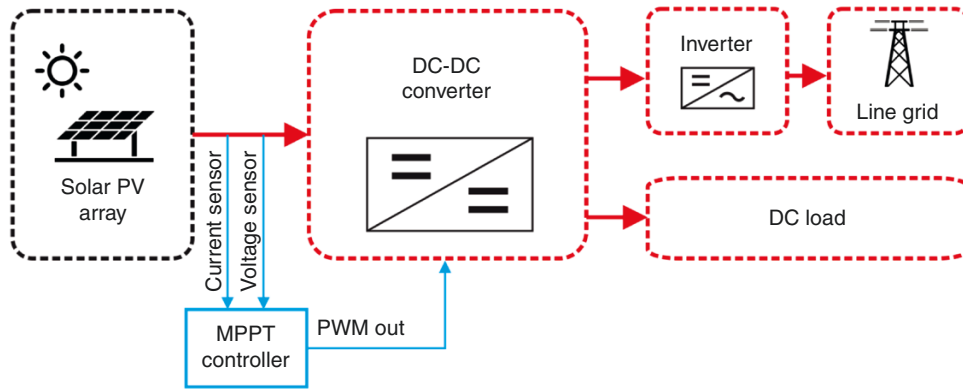 Solar PV
array
Current sensor
Voltage sensor
MPPT
controller
PWM out
DC-DC
converter
Inverter
Line grid
DC load